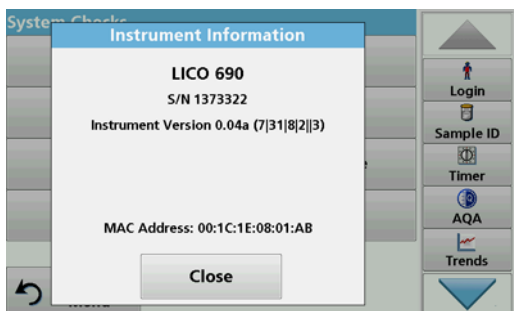 System Checks
Instrument Information
LICO 690
S/N 1373322
Instrument Version 0.04a (7|31|8|2||3)
MAC Address: 00:1C:1E:08:01:AB
Close
Menu
Login
Sample ID
Timer
AQA
Trends